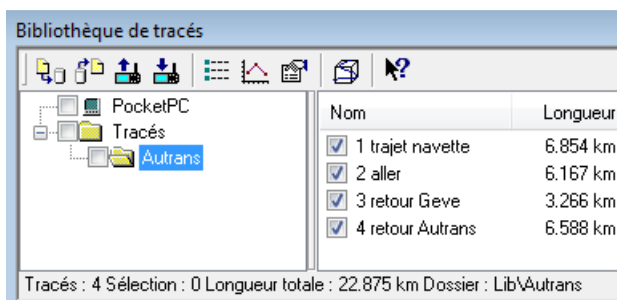 Bibliothèque de tracés
PocketPC
Tracés
Autrans
Nom Longueur
1 trajet navette 6.854 km
2 aller 6.167 km
3 retour Geve 3.266 km
4 retour Autrans 6.588 km
Tracés : 4 Sélection : 0 Longueur totale : 22.875 km Dossier : Lib\Autrans